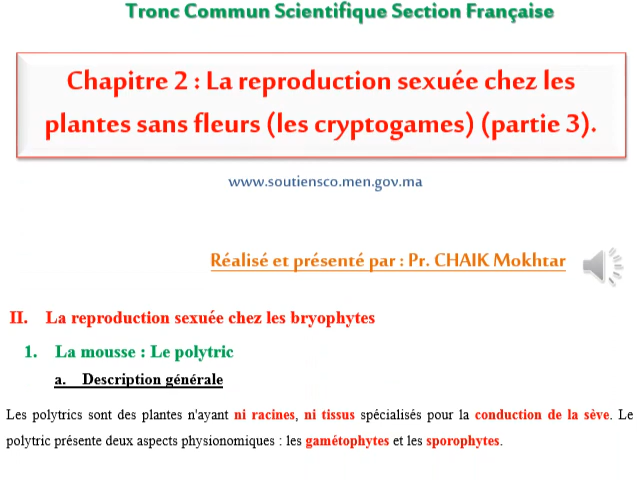 Tronc Commun Scientifique Section Française
Chapitre 2 : La reproduction sexuée chez les
plantes sans fleurs (les cryptogames) (partie 3).
www.soutiensco.men.gov.ma
Réalisé et présenté par : Pr. CHAIK Mokhtar
II. La reproduction sexuée chez les bryophytes
1. La mousse : Le polytric
a. Description générale
Les polytrics sont des plantes n'ayant ni racines, ni tissus spécialisés pour la conduction de la sève. Le
polytric présente deux aspects physionomiques : les gamétophytes et les sporophytes.